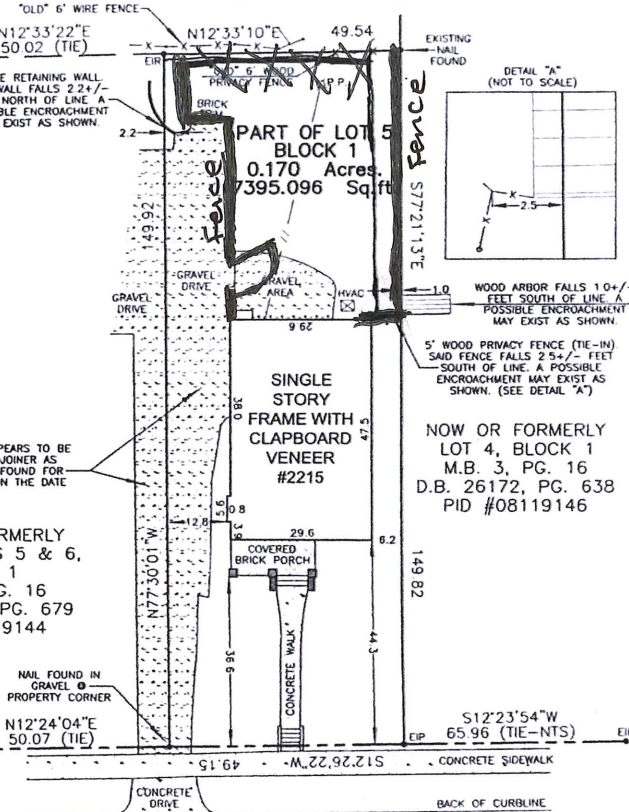 "OLD" 6' WIRE FENCE
N12°33'22"E
50.02 (TIE)
N12°33'10"E
49.54
EXISTING
NAIL
FOUND
EIR
"OLD" 6' WOOD
PRIVACY FENCE
P.P.
DETAIL "A"
(NOT TO SCALE)
2.5
E RETAINING WALL.
WALL FALLS 2.2+/-
NORTH OF LINE. A
BLE ENCROACHMENT
EXIST AS SHOWN.
2.2
BRICK
PART OF LOT 5
BLOCK 1
0.170 Acres.
7395.096 Sq.ft
Fence
Fence
S77°21'13"E
149.92
GRAVEL
DRIVE
GRAVEL
DRIVE
GRAVEL
AREA
HVAC
1.0
WOOD ARBOR FALLS 1.0+/-
FEET SOUTH OF LINE. A
POSSIBLE ENCROACHMENT
MAY EXIST AS SHOWN.
29.6
5' WOOD PRIVACY FENCE (TIE-IN).
SAID FENCE FALLS 2.5+/- FEET
SOUTH OF LINE. A POSSIBLE
ENCROACHMENT MAY EXIST AS
SHOWN. (SEE DETAIL "A")
SINGLE
STORY
FRAME WITH
CLAPBOARD
VENEER
#2215
38.0
47.5
NOW OR FORMERLY
LOT 4, BLOCK 1
M.B. 3, PG. 16
D.B. 26172, PG. 638
PID #08119146
PEARS TO BE
JOINER AS
FOUND FOR
N THE DATE
5.6
0.8
3.9
12.8
29.6
6.2
COVERED
BRICK PORCH
RMERLY
S 5 & 6,
1
G. 16
PG. 679
9144
N77°30'01"W
149.82
36.6
CONCRETE WALK
44.3
NAIL FOUND IN
GRAVEL @
PROPERTY CORNER
N12°24'04"E
50.07 (TIE)
EIP
S12°23'54"W
65.96 (TIE-NTS)
EI
49.15
S12°26'22"W
CONCRETE SIDEWALK
CONCRETE
DRIVE
BACK OF CURBLINE